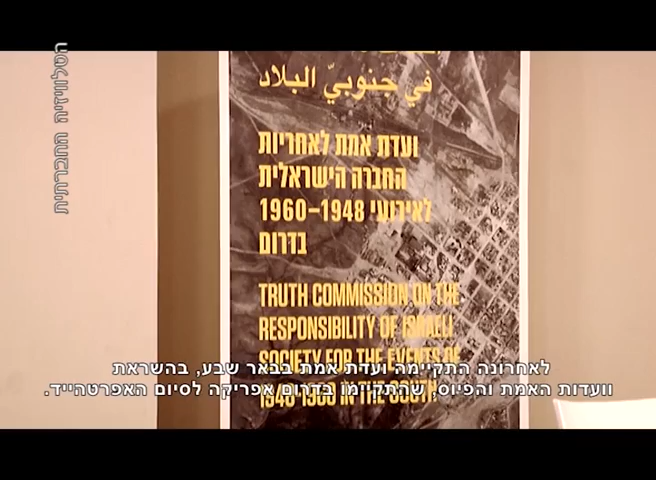 في جنوبيّ البلاد
ועדת אמת לאחריות
החברה הישראלית
לאירועי 1948–1960
בדרום
TRUTH COMMISSION ON THE
RESPONSIBILITY OF ISRAELI
SOCIETY FOR THE EVENTS OF
1948-1960 IN THE SOUTH
לאחרונה התקיימה ועדת אמת בבאר שבע, בהשראת
וועדות האמת והפיוס, שהתקיימו בדרום אפריקה לסיום האפרטהייד.
הטלוויזיה החברתית